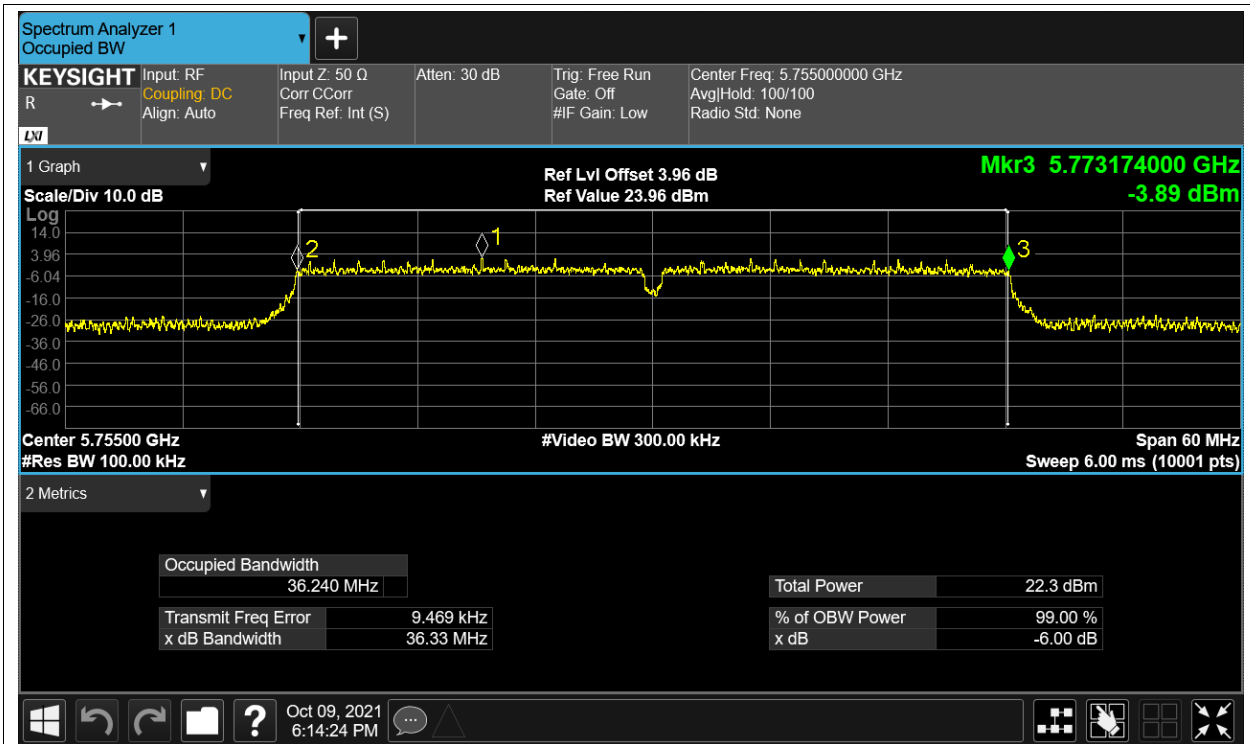 Spectrum Analyzer 1
Occupied BW
KEYSIGHT
R
LXI
Input: RF
Coupling: DC
Align: Auto
Input Z: 50 Ω
Corr CCorr
Freq Ref: Int (S)
Atten: 30 dB
Trig: Free Run
Gate: Off
#IF Gain: Low
Center Freq: 5.755000000 GHz
Avg|Hold: 100/100
Radio Std: None
1 Graph
Scale/Div 10.0 dB
Ref Lvl Offset 3.96 dB
Ref Value 23.96 dBm
Mkr3 5.773174000 GHz
-3.89 dBm
Log
14.0
3.96
-6.04
-16.0
-26.0
-36.0
-46.0
-56.0
-66.0
2
1
3
Center 5.75500 GHz
#Res BW 100.00 kHz
#Video BW 300.00 kHz
Span 60 MHz
Sweep 6.00 ms (10001 pts)
2 Metrics
Occupied Bandwidth
36.240 MHz
Transmit Freq Error 9.469 kHz
x dB Bandwidth 36.33 MHz
Total Power 22.3 dBm
% of OBW Power 99.00 %
x dB -6.00 dB
?
Oct 09, 2021
6:14:24 PM